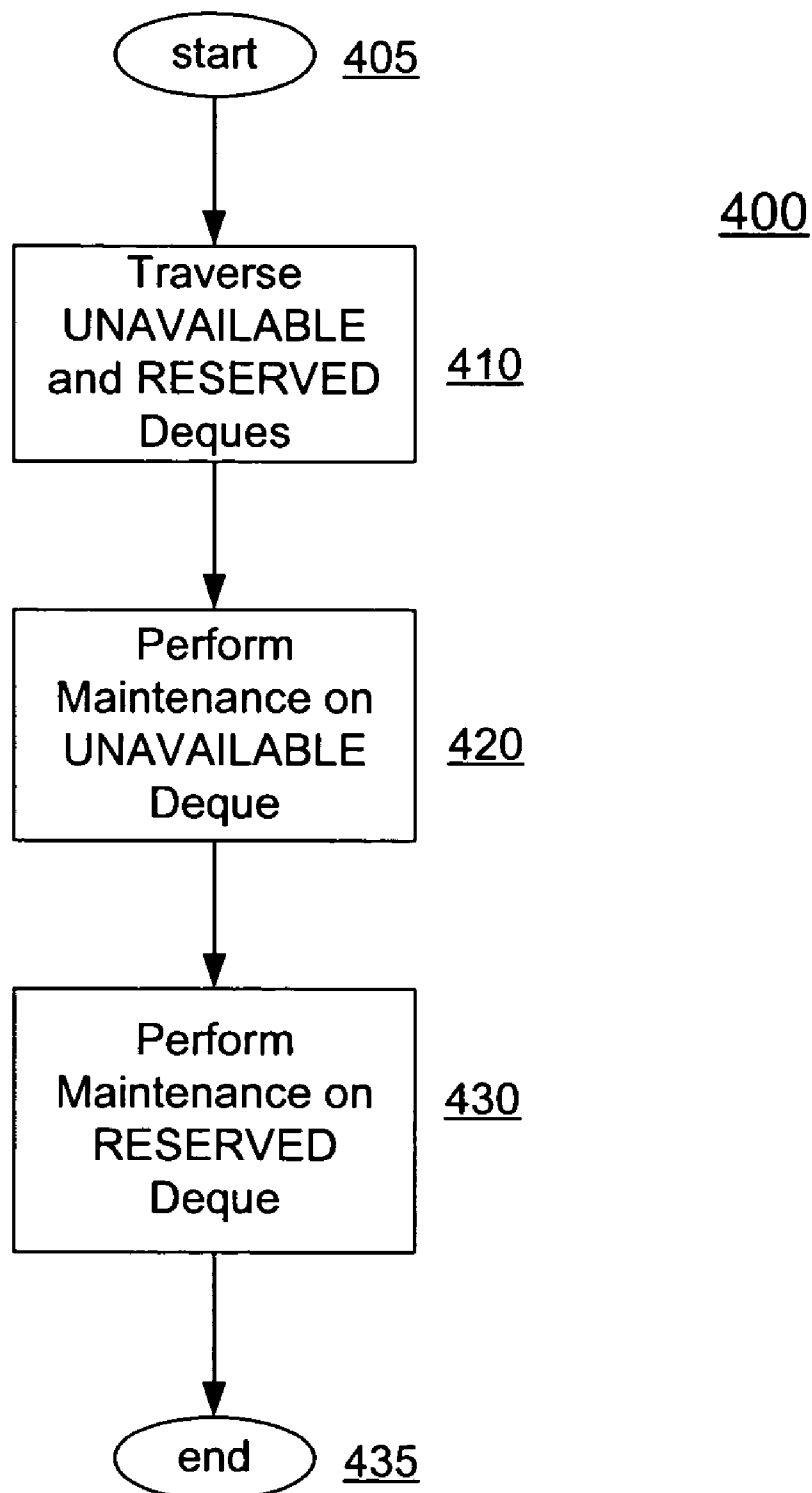 start
405
400
Traverse
UNAVAILABLE
and RESERVED
Deques
410
Perform
Maintenance on
UNAVAILABLE
Deque
420
Perform
Maintenance on
RESERVED
Deque
430
end
435